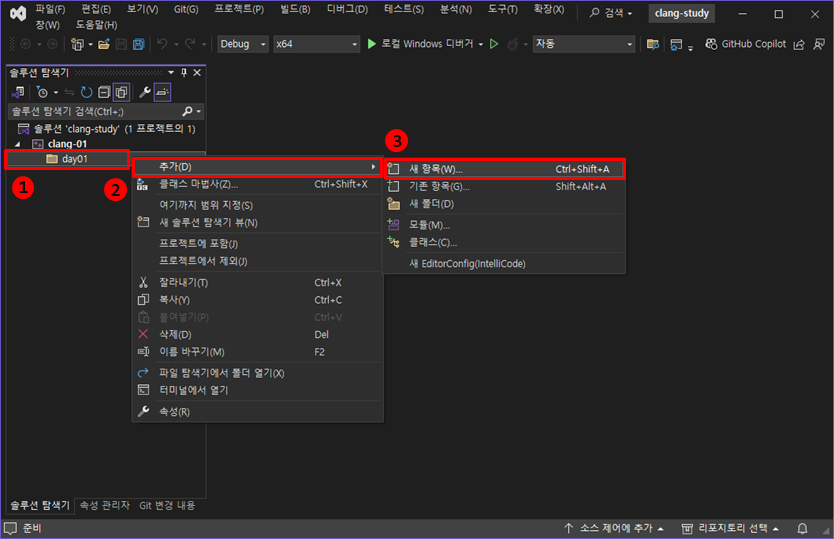 파일(F) 편집(E) 보기(V) Git(G) 프로젝트(P) 빌드(B) 디버그(D) 테스트(S) 분석(N) 도구(T) 확장(X) 검색 clang-study
창(W) 도움말(H)
Debug x64 로컬 Windows 디버거 자동 GitHub Copilot
솔루션 탐색기
솔루션 탐색기 검색(Ctrl+;)
솔루션 'clang-study' (1 프로젝트의 1)
clang-01
day01
1
2
추가(D)
클래스 마법사(Z)... Ctrl+Shift+X
여기까지 범위 지정(S)
새 솔루션 탐색기 뷰(N)
프로젝트에 포함(J)
프로젝트에서 제외(J)
잘라내기(T) Ctrl+X
복사(Y) Ctrl+C
붙여넣기(P) Ctrl+V
삭제(D) Del
이름 바꾸기(M) F2
파일 탐색기에서 폴더 열기(X)
터미널에서 열기
속성(R)
3
새 항목(W)... Ctrl+Shift+A
기존 항목(G)... Shift+Alt+A
새 폴더(D)
모듈(M)...
클래스(C)...
새 EditorConfig(IntelliCode)
솔루션 탐색기 속성 관리자 Git 변경 내용
준비 소스 제어에 추가 리포지토리 선택